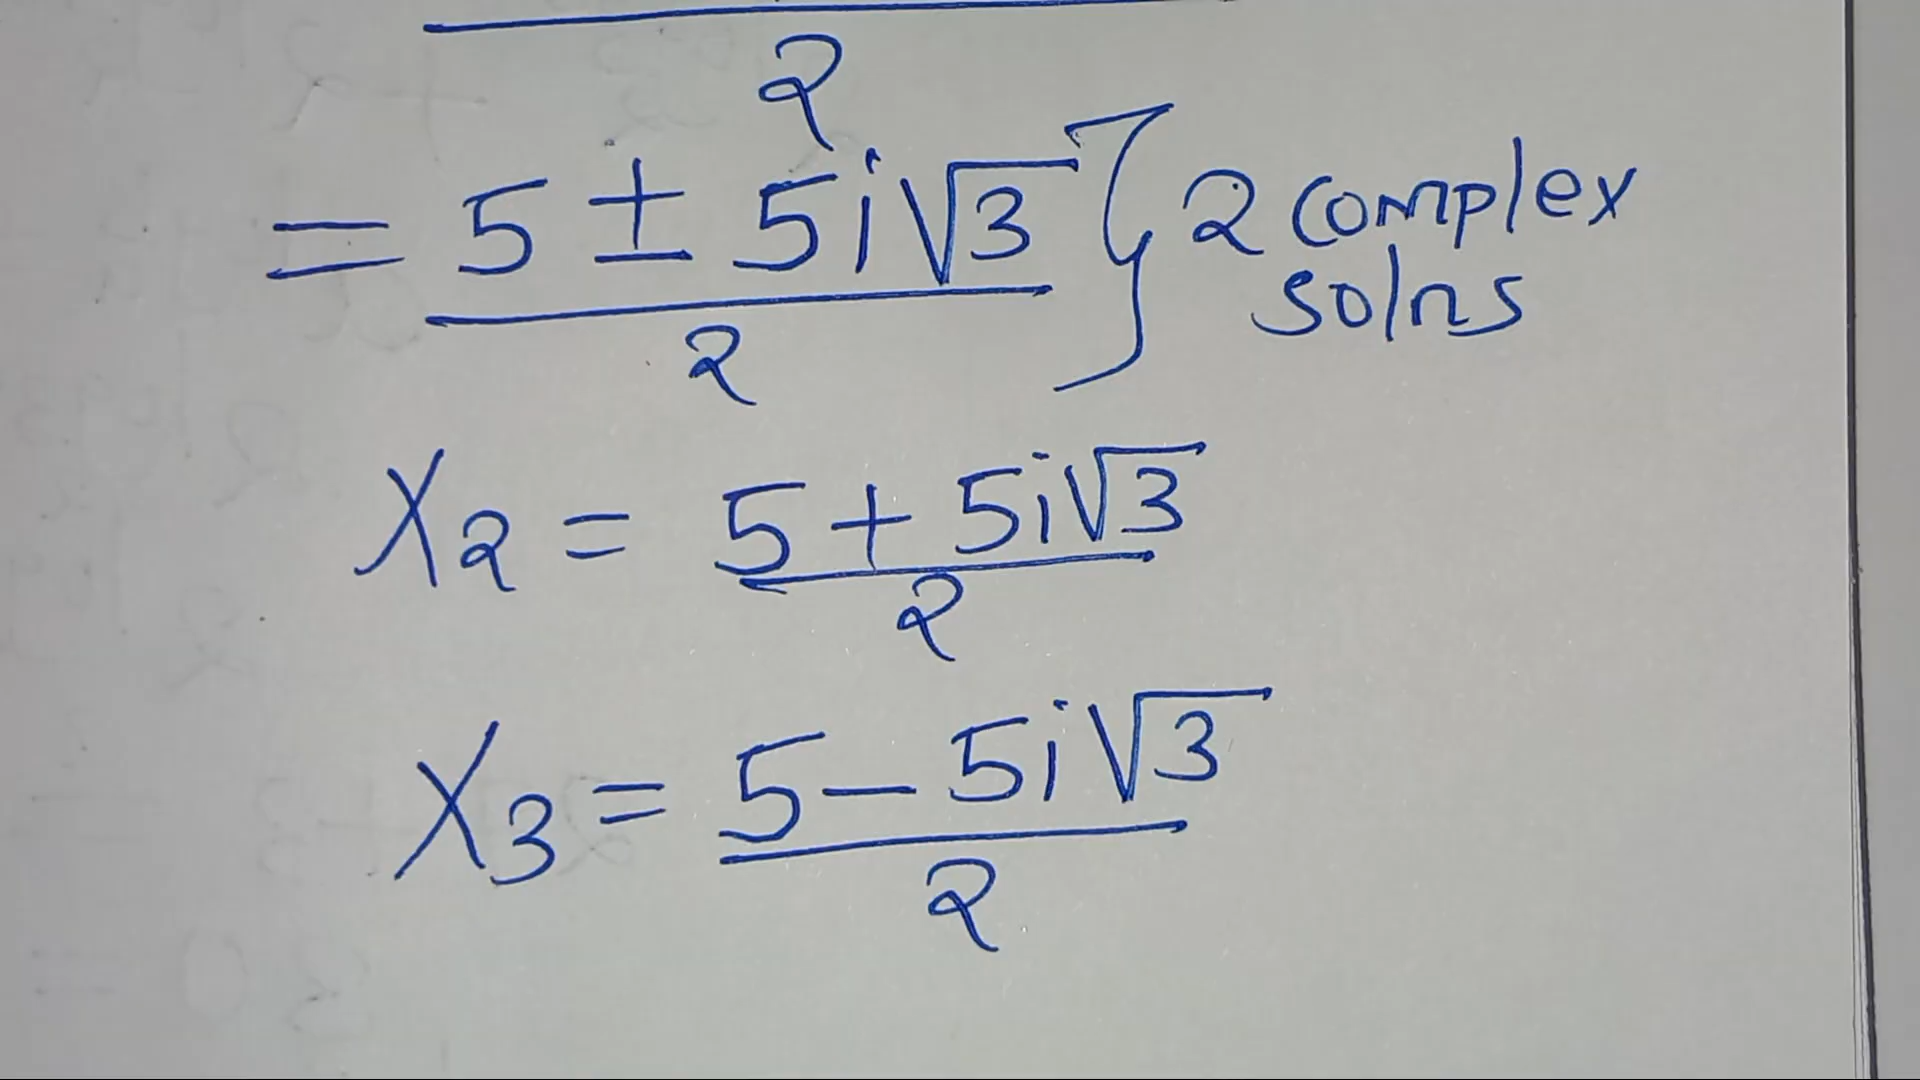 2
= 5 ± 5i√3 } 2 complex
solns
2
X₂ = 5 + 5i√3
2
X₃ = 5 - 5i√3
2